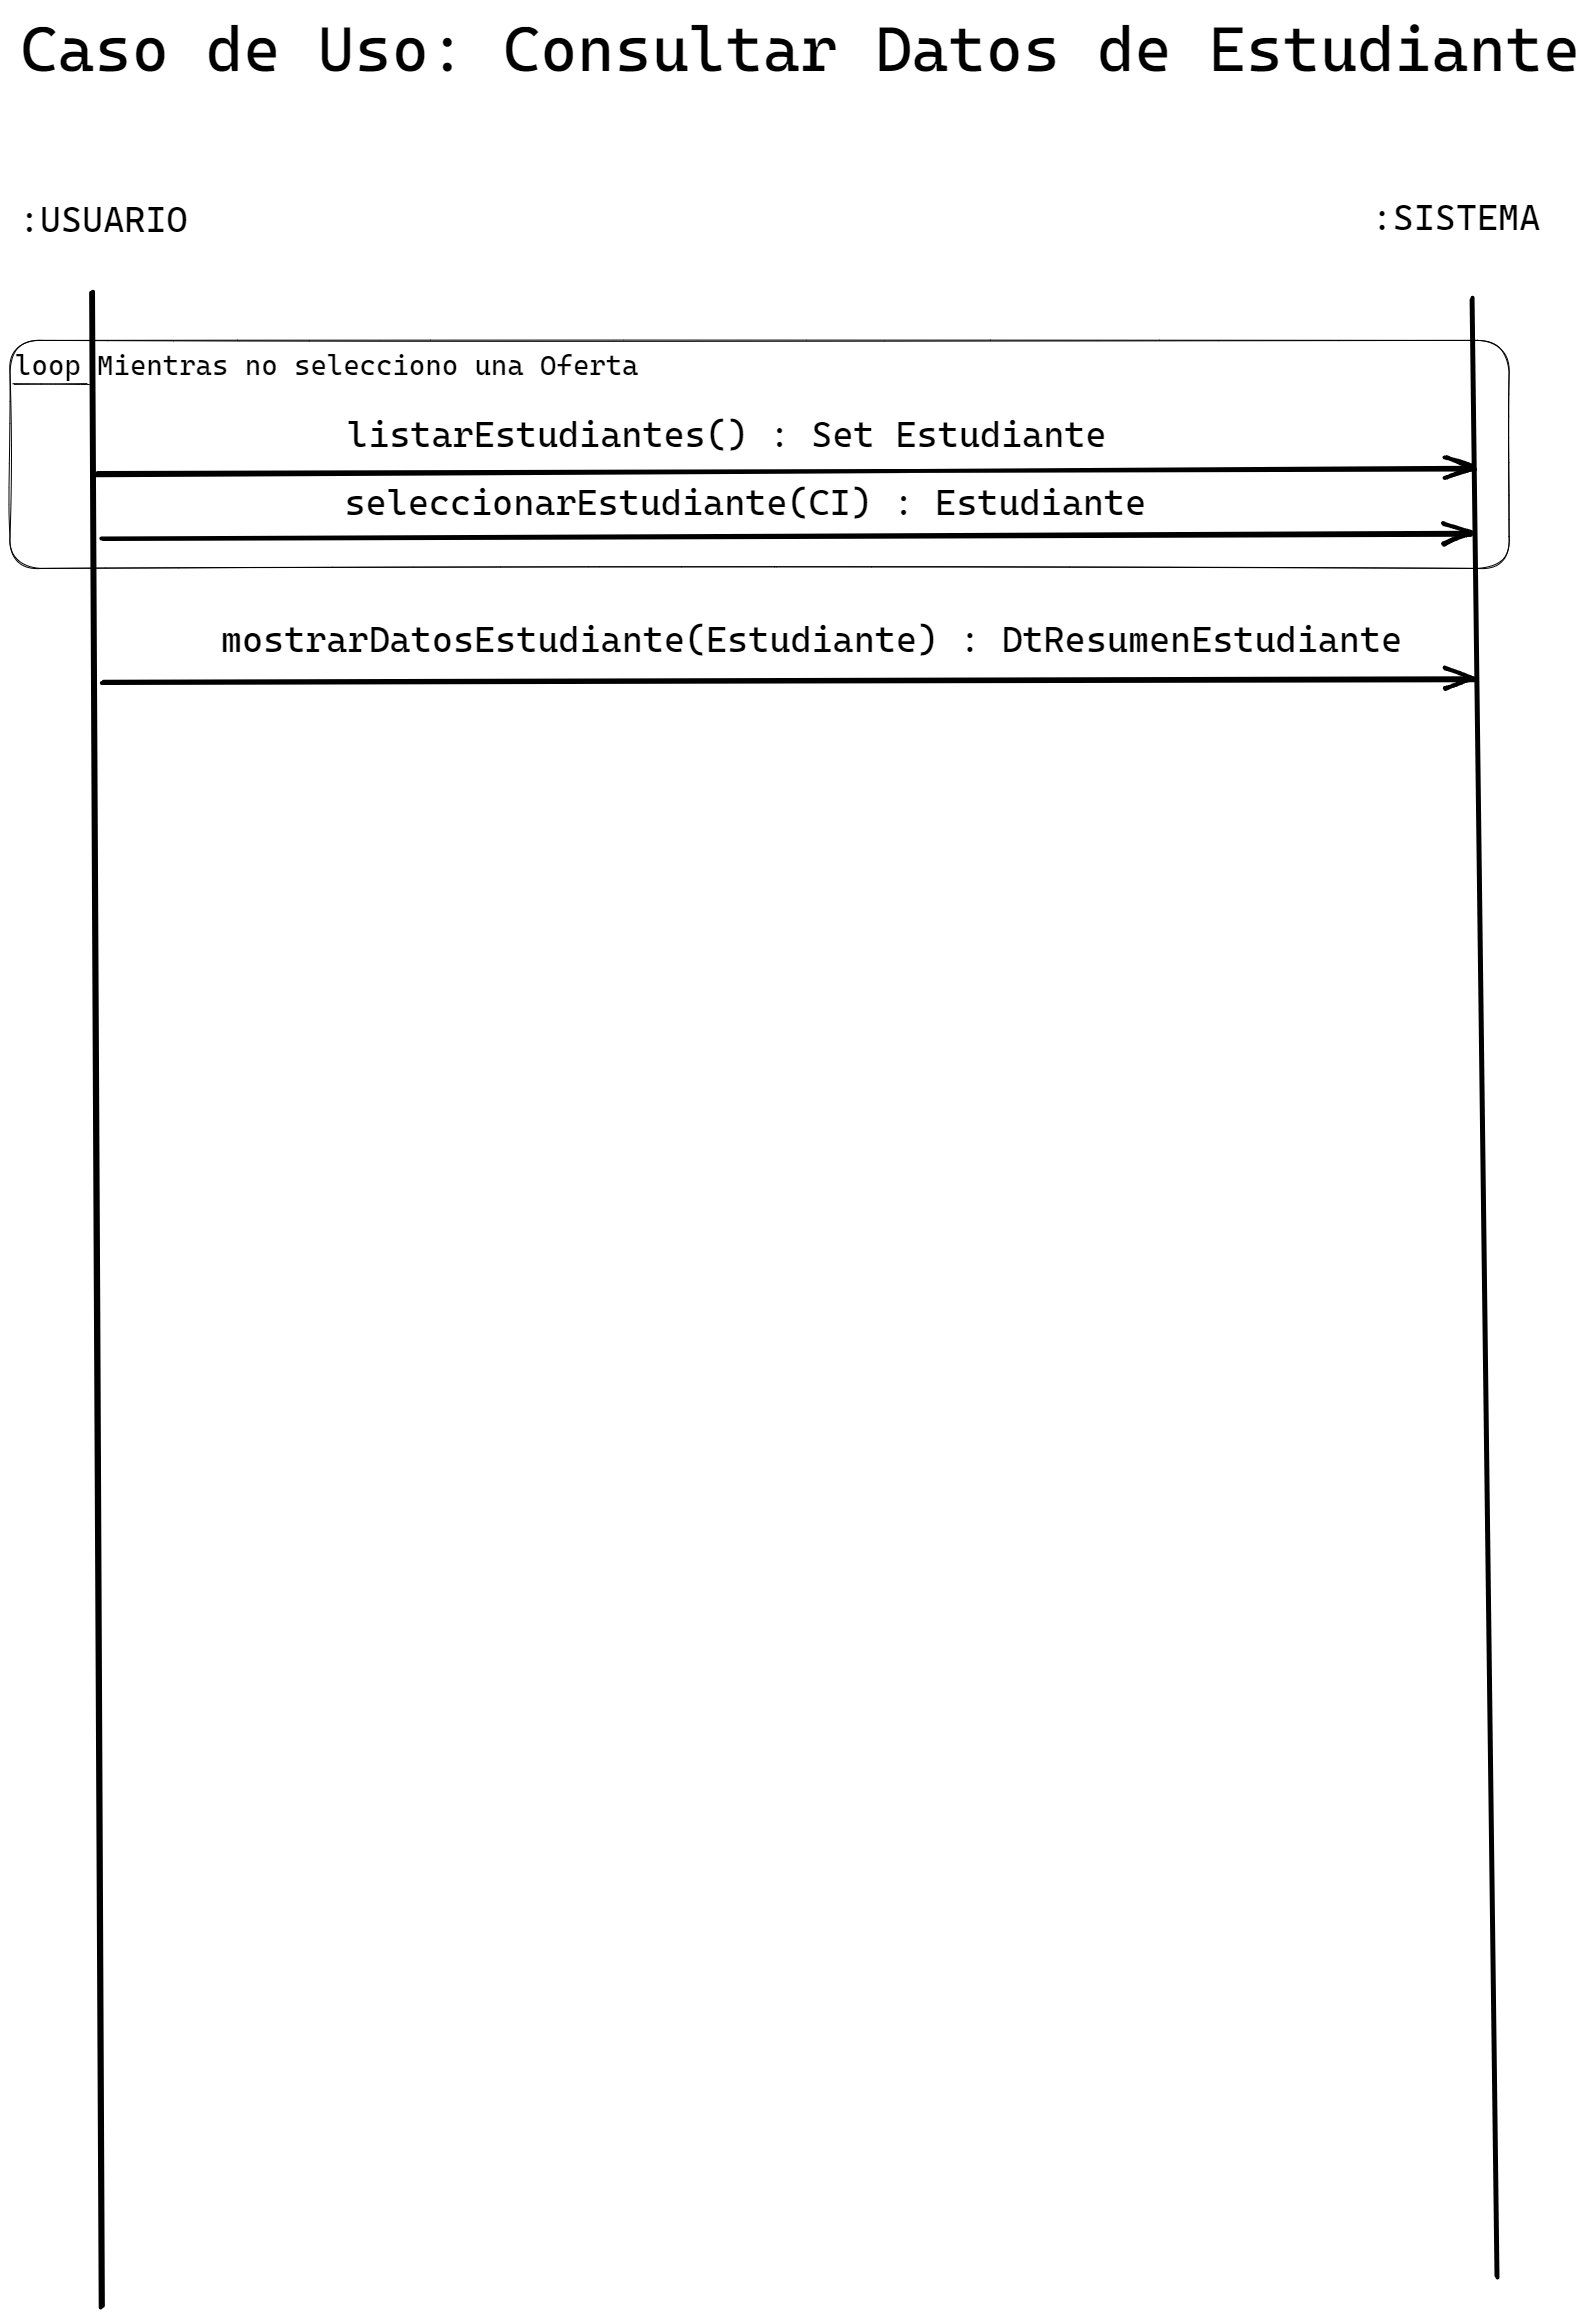 Caso de Uso: Consultar Datos de Estudiante
:USUARIO
:SISTEMA
loop Mientras no selecciono una Oferta
listarEstudiantes() : Set Estudiante
seleccionarEstudiante(CI) : Estudiante
mostrarDatosEstudiante(Estudiante) : DtResumenEstudiante